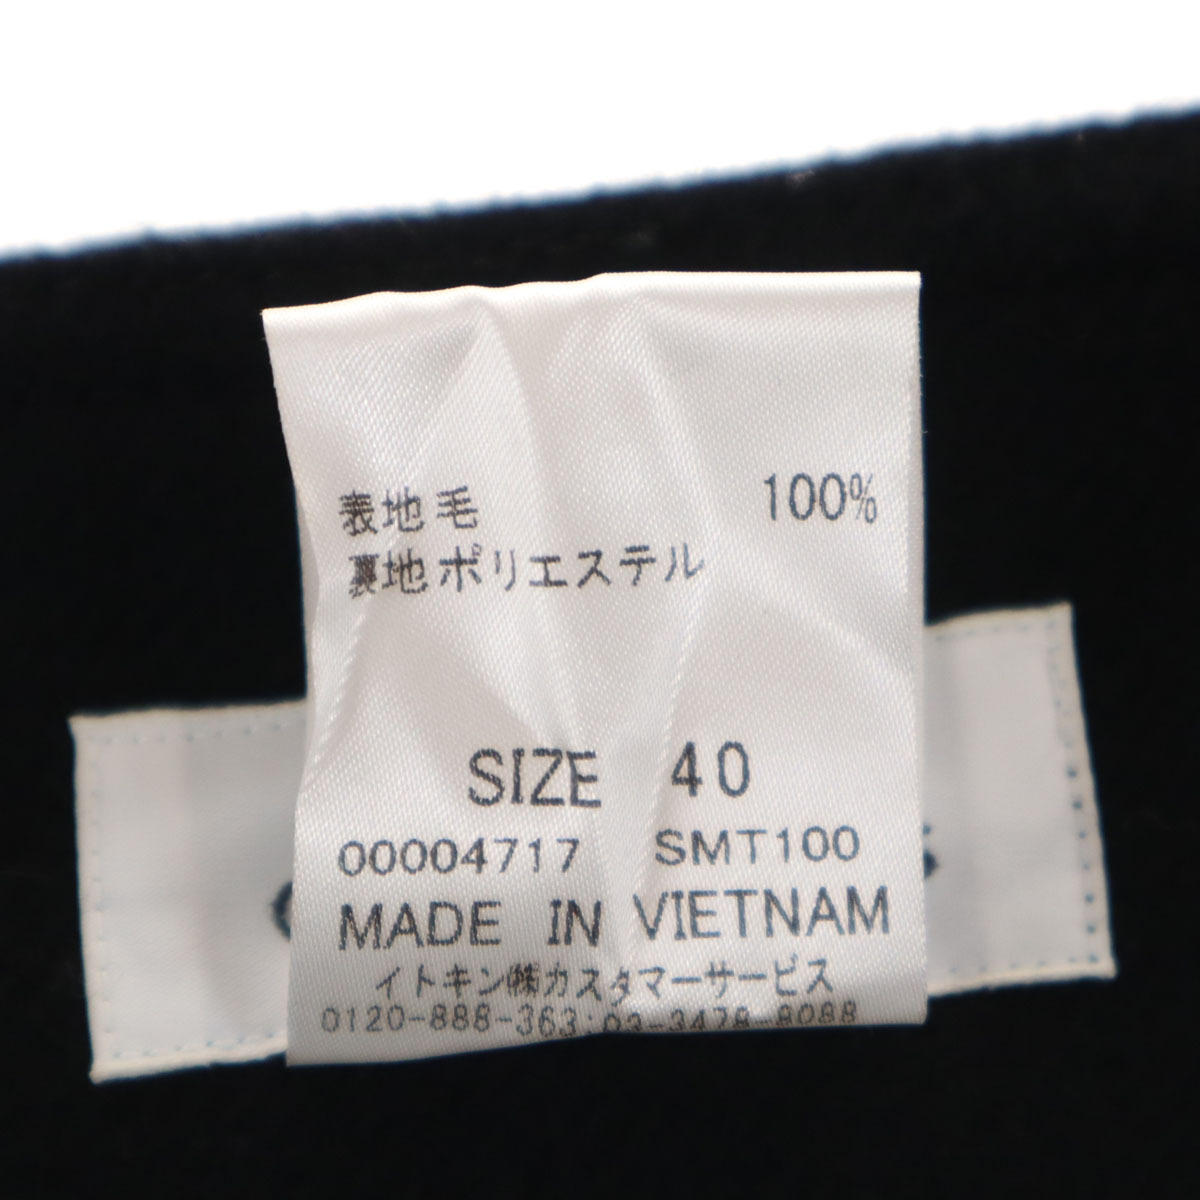 表地毛 100%
裏地ポリエステル
SIZE 40
00004717 SMT100
MADE IN VIETNAM
イトキン㈱カスタマーサービス
0120-888-363:03-3478-8088